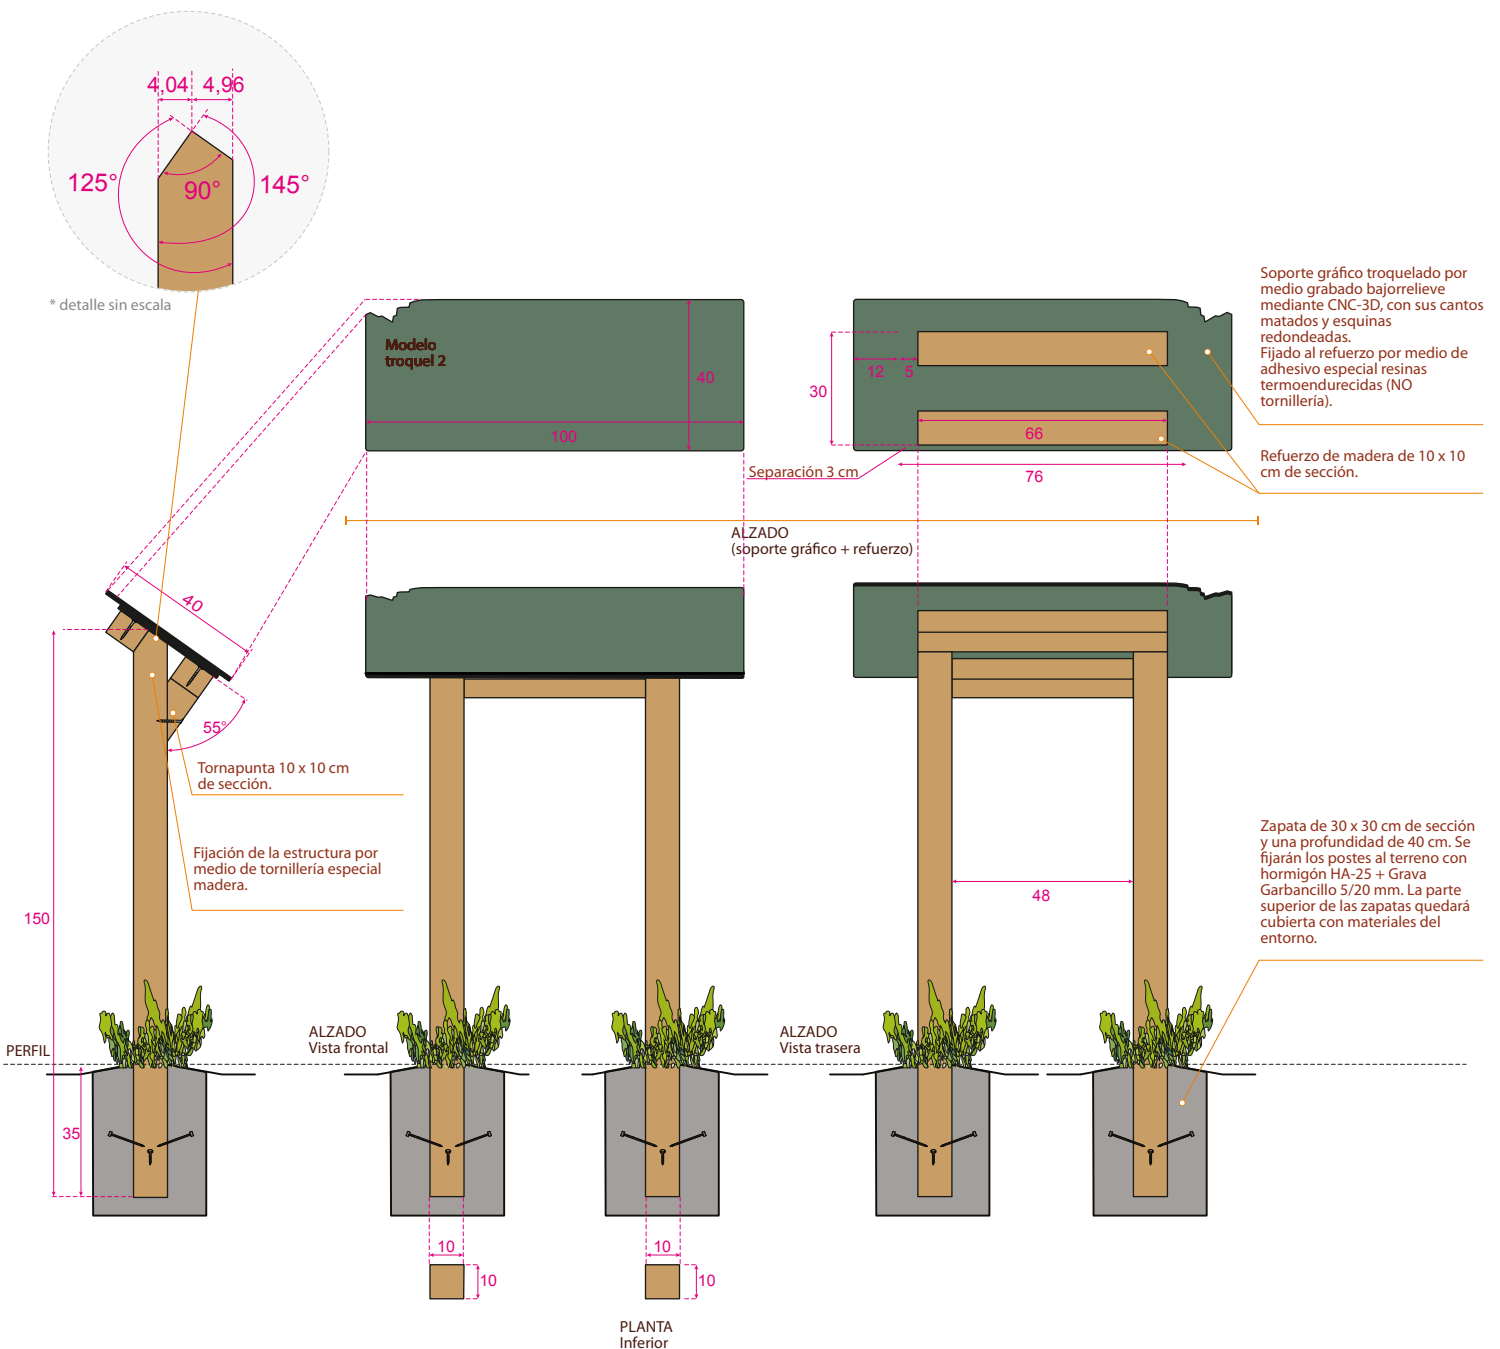 4,04
4,96
125°
90°
145°
* detalle sin escala
Modelo
troquel 2
40
100
30
12
5
66
76
Separación 3 cm
Soporte gráfico troquelado por
medio grabado bajorrelieve
mediante CNC-3D, con sus cantos
matados y esquinas
redondeadas.
Fijado al refuerzo por medio de
adhesivo especial resinas
termoendurecidas (NO
tornillería).
Refuerzo de madera de 10 x 10
cm de sección.
ALZADO
(soporte gráfico + refuerzo)
40
55°
Tornapunta 10 x 10 cm
de sección.
Fijación de la estructura por
medio de tornillería especial
madera.
150
35
48
Zapata de 30 x 30 cm de sección
y una profundidad de 40 cm. Se
fijarán los postes al terreno con
hormigón HA-25 + Grava
Garbancillo 5/20 mm. La parte
superior de las zapatas quedará
cubierta con materiales del
entorno.
PERFIL
ALZADO
Vista frontal
ALZADO
Vista trasera
10
10
10
10
PLANTA
Inferior